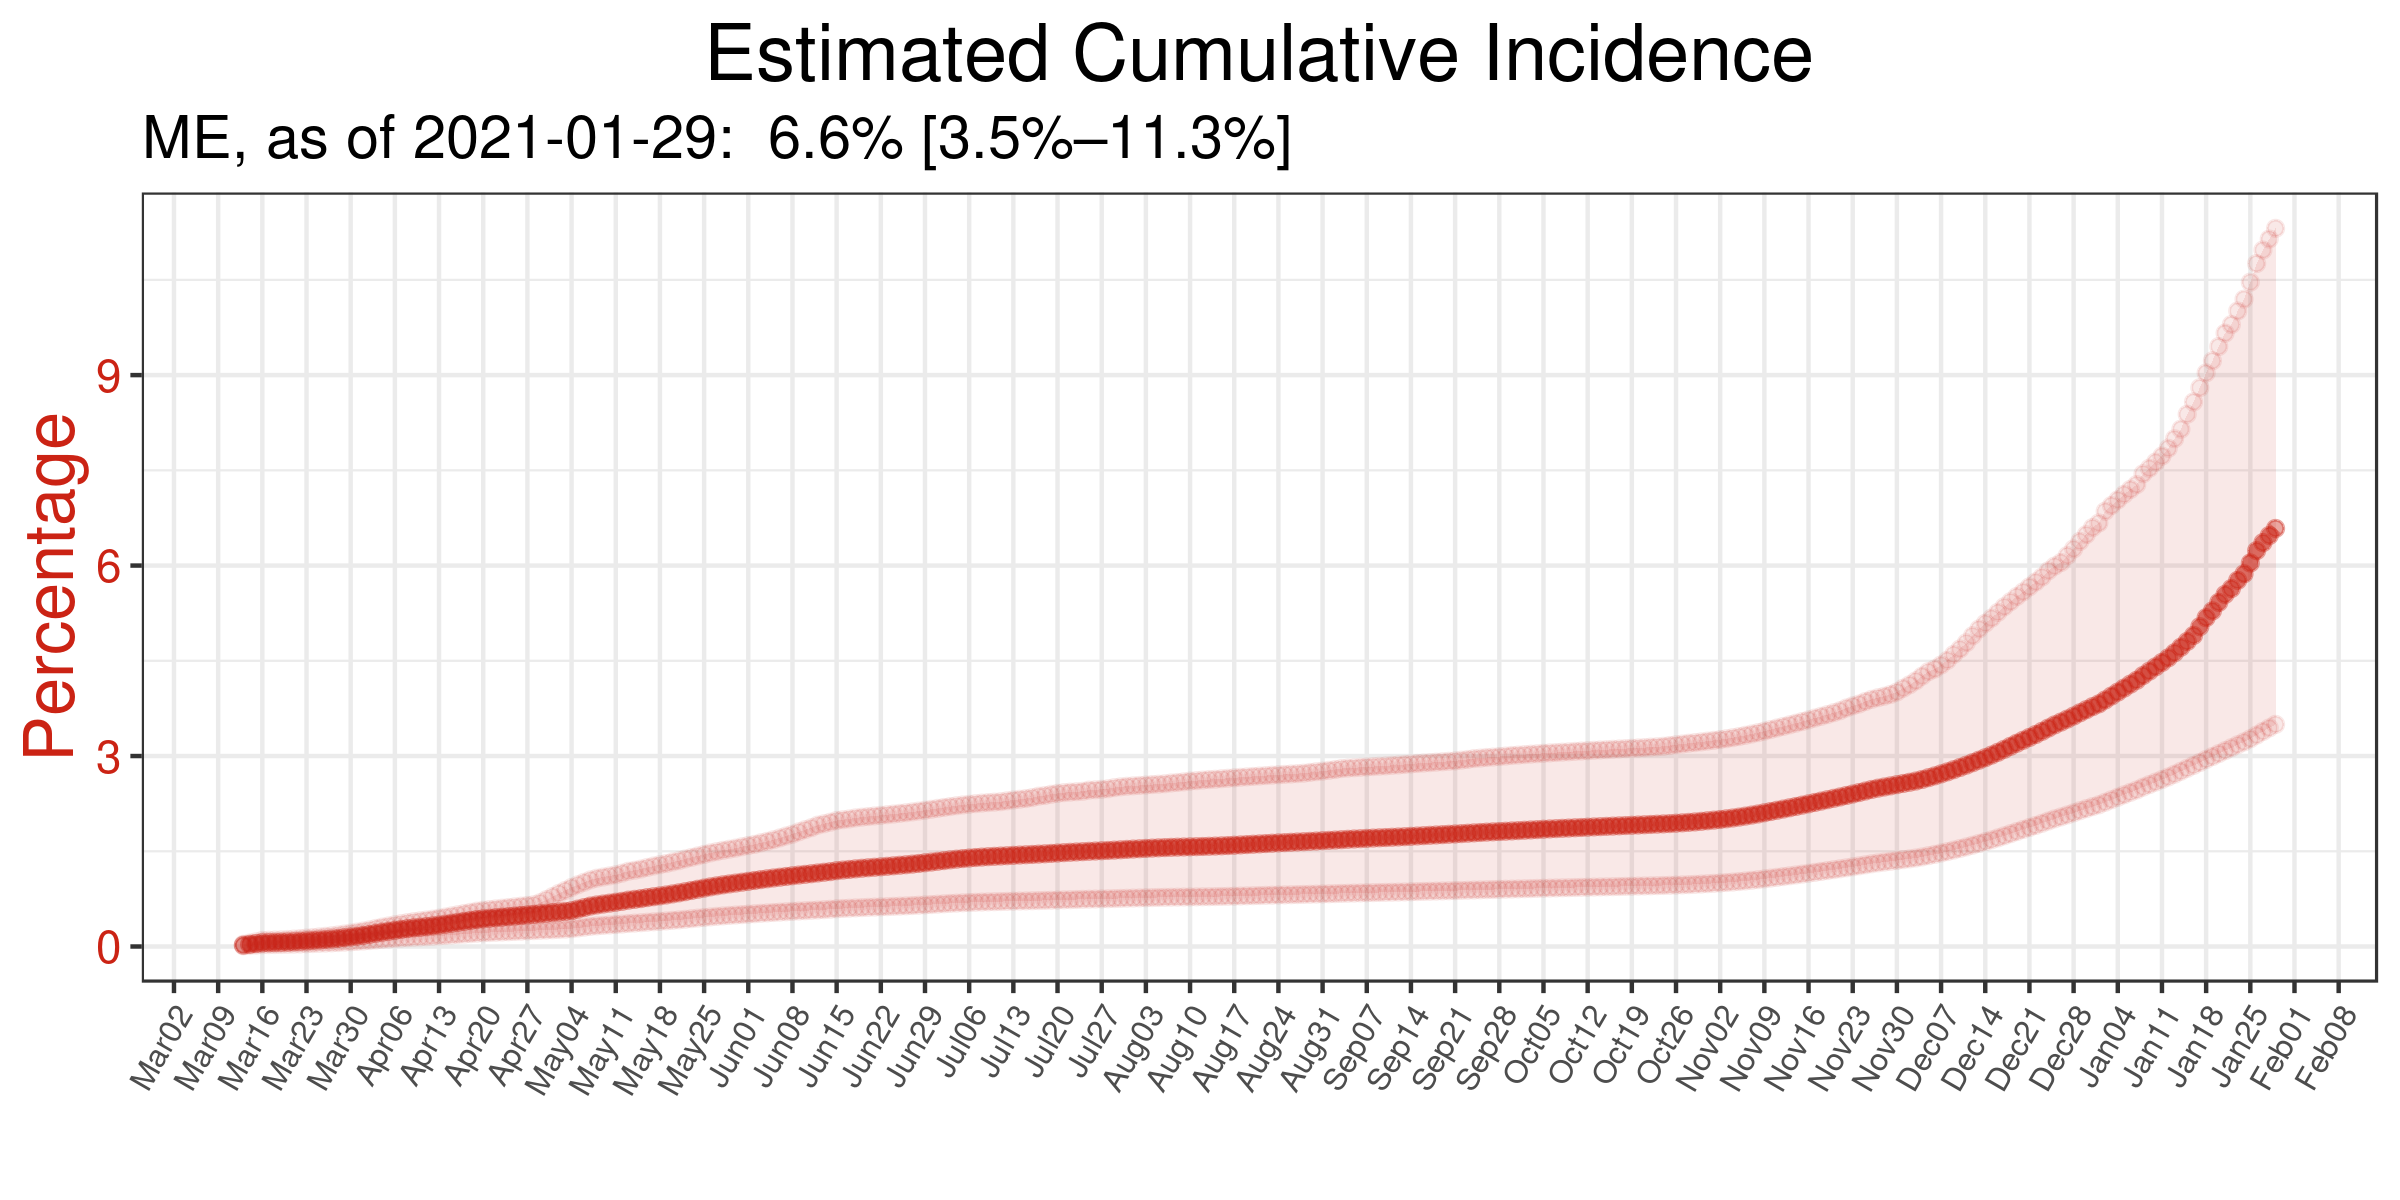 Estimated Cumulative Incidence
ME, as of 2021-01-29:  6.6% [3.5%–11.3%]
Percentage
9
6
3
0
Mar02 Mar09 Mar16 Mar23 Mar30 Apr06 Apr13 Apr20 Apr27 May04 May11 May18 May25 Jun01 Jun08 Jun15 Jun22 Jun29 Jul06 Jul13 Jul20 Jul27 Aug03 Aug10 Aug17 Aug24 Aug31 Sep07 Sep14 Sep21 Sep28 Oct05 Oct12 Oct19 Oct26 Nov02 Nov09 Nov16 Nov23 Nov30 Dec07 Dec14 Dec21 Dec28 Jan04 Jan11 Jan18 Jan25 Feb01 Feb08